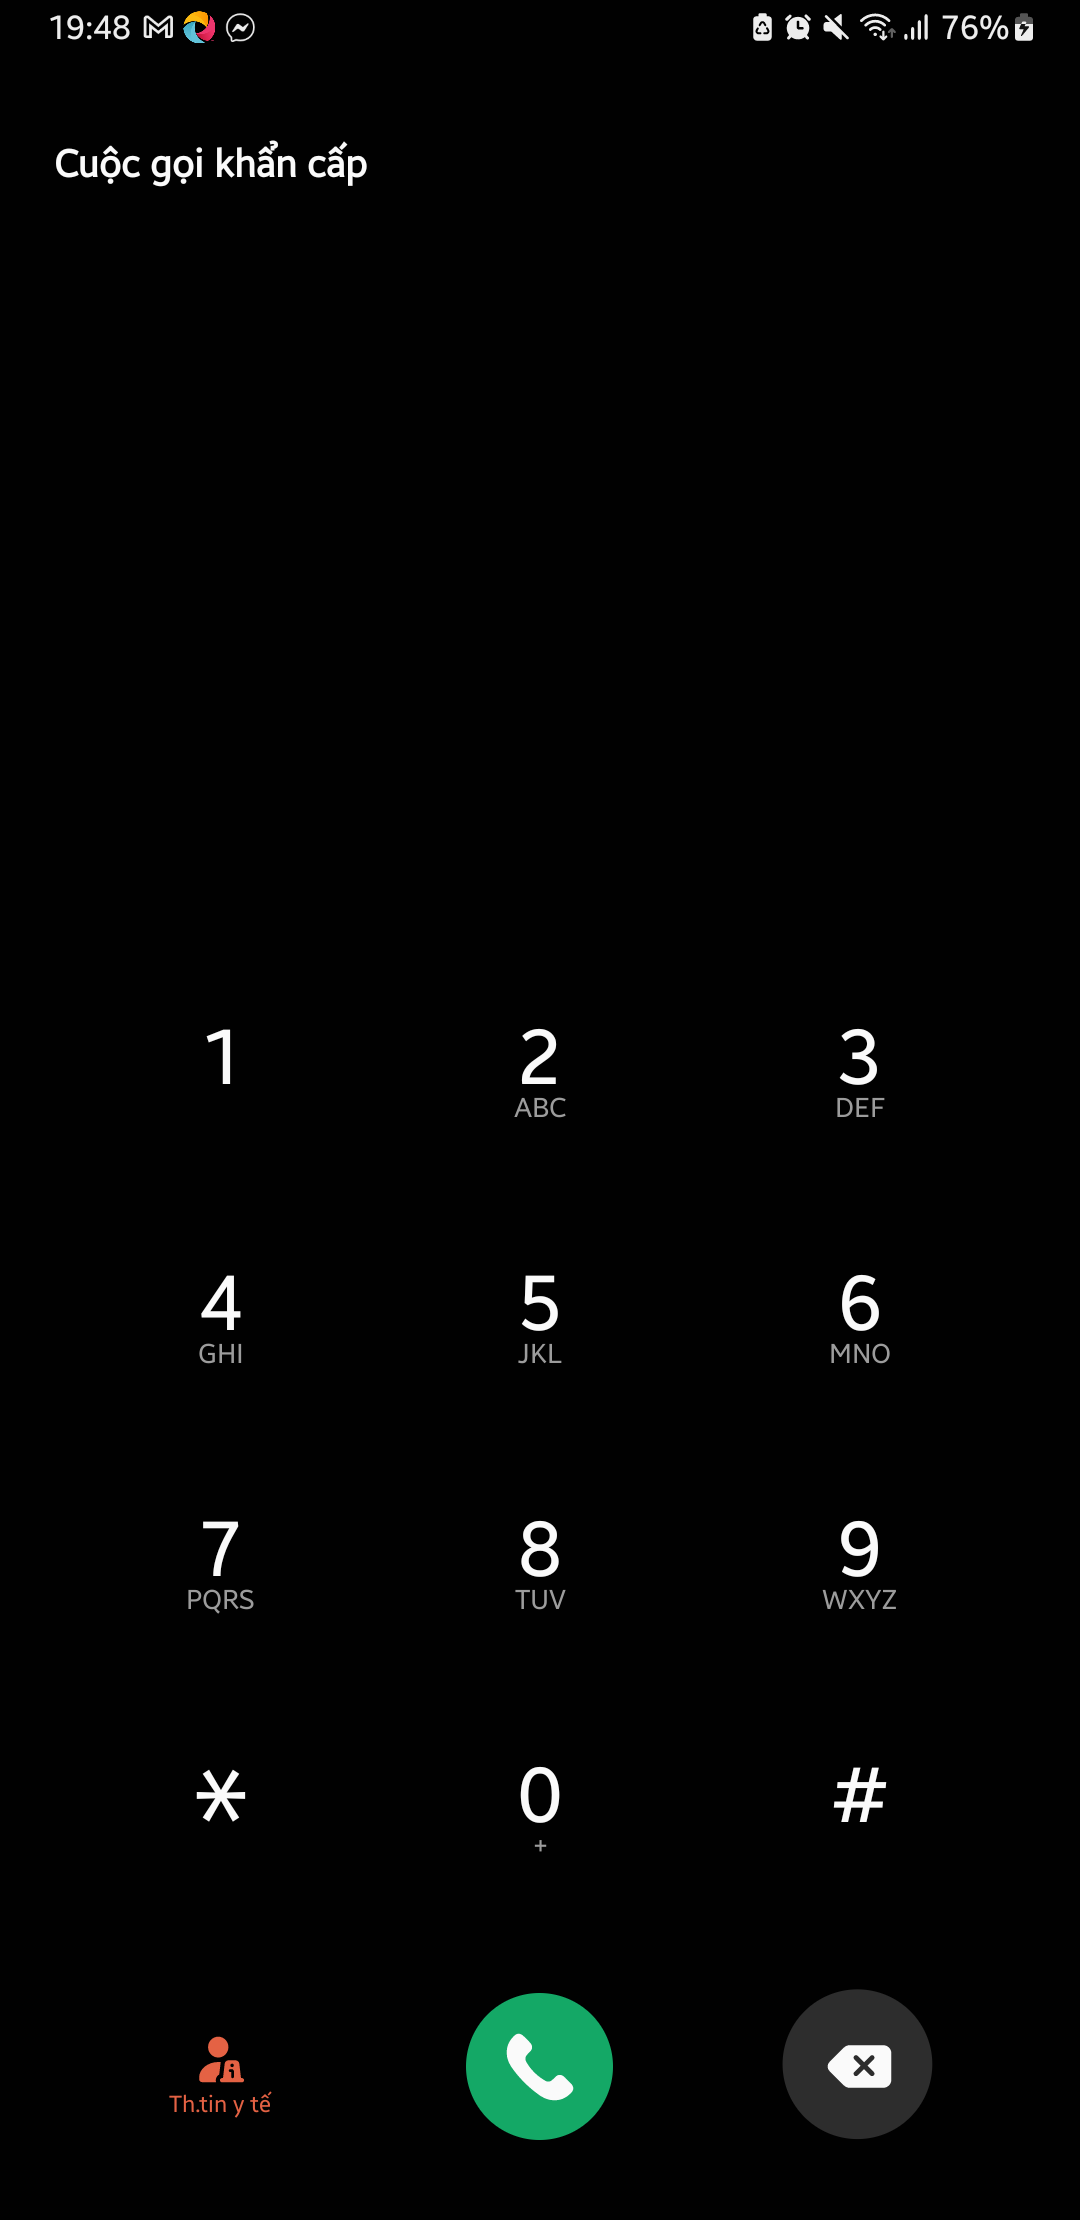 19:48 76%
Cuộc gọi khẩn cấp
1 2 3
ABC DEF
4 5 6
GHI JKL MNO
7 8 9
PQRS TUV WXYZ
* 0 #
+
Th.tin y tế